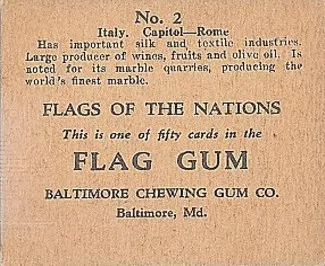 No. 2
Italy. Capitol—Rome
Has important silk and textile industries.
Large producer of wines, fruits and olive oil. Is
noted for its marble quarries, producing the
world's finest marble.
FLAGS OF THE NATIONS
This is one of fifty cards in the
FLAG GUM
BALTIMORE CHEWING GUM CO.
Baltimore, Md.